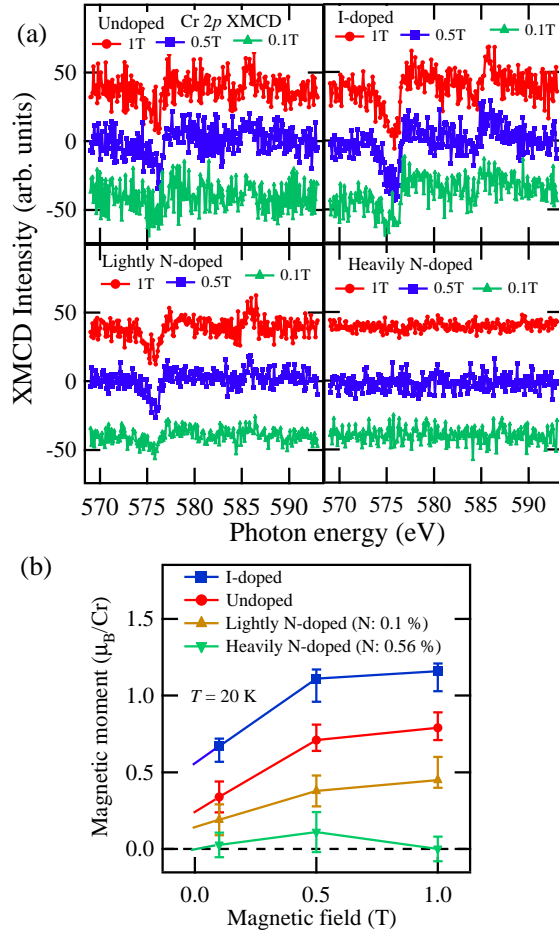 (a)
Undoped Cr 2p XMCD
1T 0.5T 0.1T
I-doped
1T 0.5T 0.1T
50
0
-50
Lightly N-doped
1T 0.5T 0.1T
Heavily N-doped
1T 0.5T 0.1T
50
0
-50
XMCD Intensity (arb. units)
570 575 580 585 590 570 575 580 585 590
Photon energy (eV)
(b)
I-doped
Undoped
Lightly N-doped (N: 0.1 %)
Heavily N-doped (N: 0.56 %)
T = 20 K
1.5
1.0
0.5
0.0
Magnetic moment (μB/Cr)
0.0 0.5 1.0
Magnetic field (T)